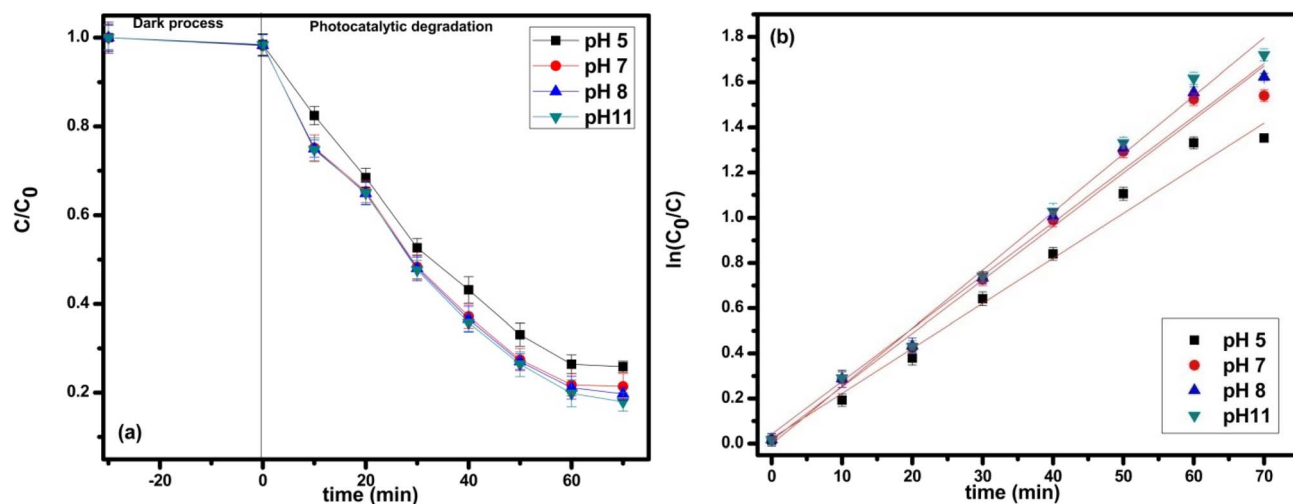 Dark process
Photocatalytic degradation
pH 5
pH 7
pH 8
pH11
1.0
0.8
0.6
0.4
0.2
C/C0
(a)
-20
0
20
40
60
time (min)
(b)
1.8
1.6
1.4
1.2
1.0
0.8
0.6
0.4
0.2
0.0
ln(C0/C)
pH 5
pH 7
pH 8
pH11
0
10
20
30
40
50
60
70
time (min)